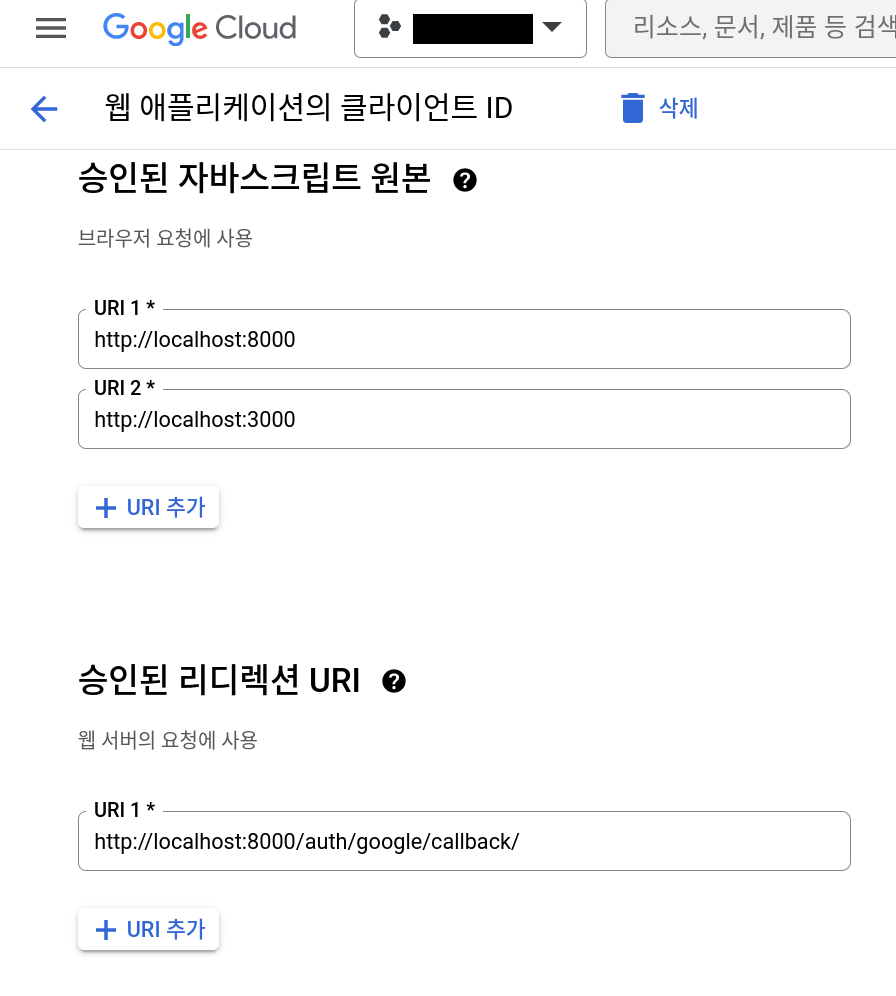 Google Cloud
리소스, 문서, 제품 등 검색
웹 애플리케이션의 클라이언트 ID
삭제
승인된 자바스크립트 원본
브라우저 요청에 사용
URI 1 *
http://localhost:8000
URI 2 *
http://localhost:3000
URI 추가
승인된 리디렉션 URI
웹 서버의 요청에 사용
URI 1 *
http://localhost:8000/auth/google/callback/
URI 추가